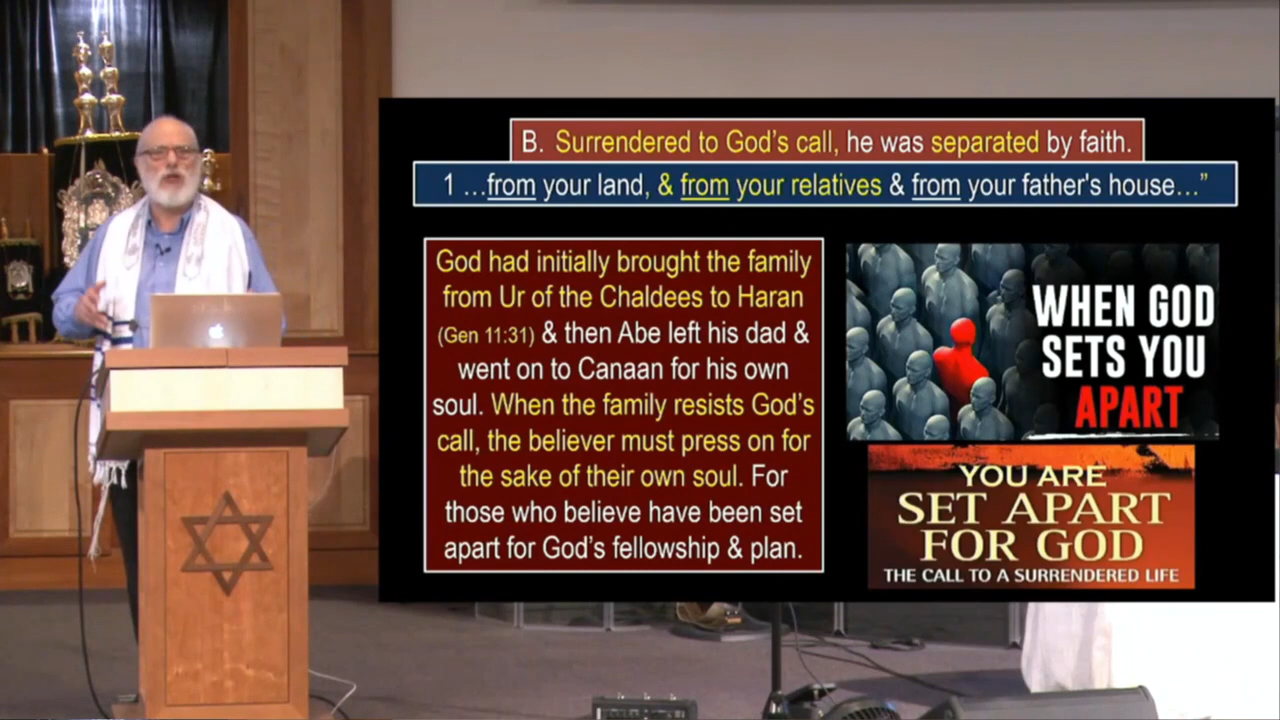 B. Surrendered to God's call, he was separated by faith.
1 …from your land, & from your relatives & from your father's house…”
God had initially brought the family
from Ur of the Chaldees to Haran
(Gen 11:31) & then Abe left his dad &
went on to Canaan for his own
soul. When the family resists God's
call, the believer must press on for
the sake of their own soul. For
those who believe have been set
apart for God's fellowship & plan.
WHEN GOD
SETS YOU
APART
YOU ARE
SET APART
FOR GOD
THE CALL TO A SURRENDERED LIFE